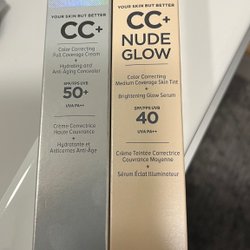 YOUR SKIN BUT BETTER
CC+
Color Correcting
Full Coverage Cream
+
Hydrating and
Anti-Aging Concealer
SPF/FPS UVB
50+
UVA PA++
Crème Correctrice
Haute Couvrance
+
Hydratante et
Anticernes Anti-Âge
YOUR SKIN BUT BETTER
CC+
NUDE
GLOW
Color Correcting
Medium Coverage Skin Tint
+
Brightening Glow Serum
SPF/FPS UVB
40
UVA PA++
Crème Teintée Correctrice
Couvrance Moyenne
+
Sérum Éclat Illuminateur